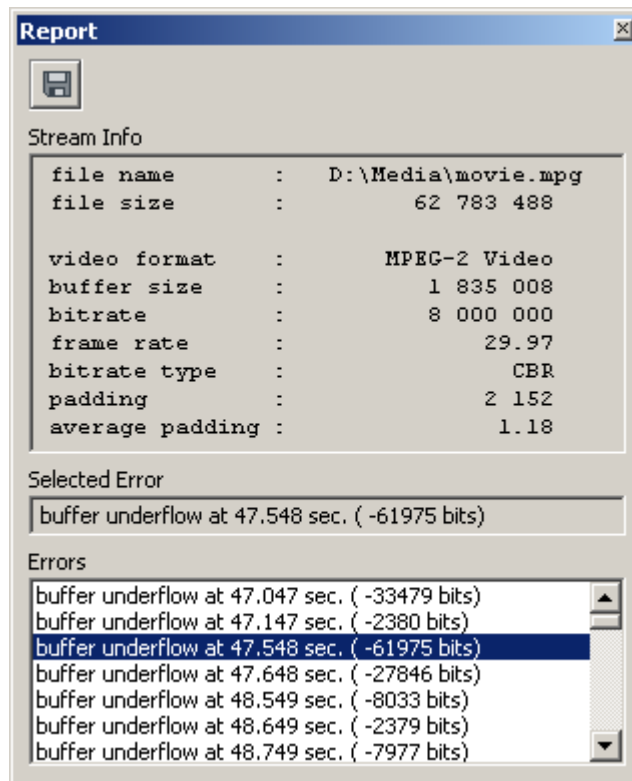 Report
Stream Info
file name : D:\Media\movie.mpg
file size : 62 783 488
video format : MPEG-2 Video
buffer size : 1 835 008
bitrate : 8 000 000
frame rate : 29.97
bitrate type : CBR
padding : 2 152
average padding : 1.18
Selected Error
buffer underflow at 47.548 sec. ( -61975 bits)
Errors
buffer underflow at 47.047 sec. ( -33479 bits)
buffer underflow at 47.147 sec. ( -2380 bits)
buffer underflow at 47.548 sec. ( -61975 bits)
buffer underflow at 47.648 sec. ( -27846 bits)
buffer underflow at 48.549 sec. ( -8033 bits)
buffer underflow at 48.649 sec. ( -2379 bits)
buffer underflow at 48.749 sec. ( -7977 bits)